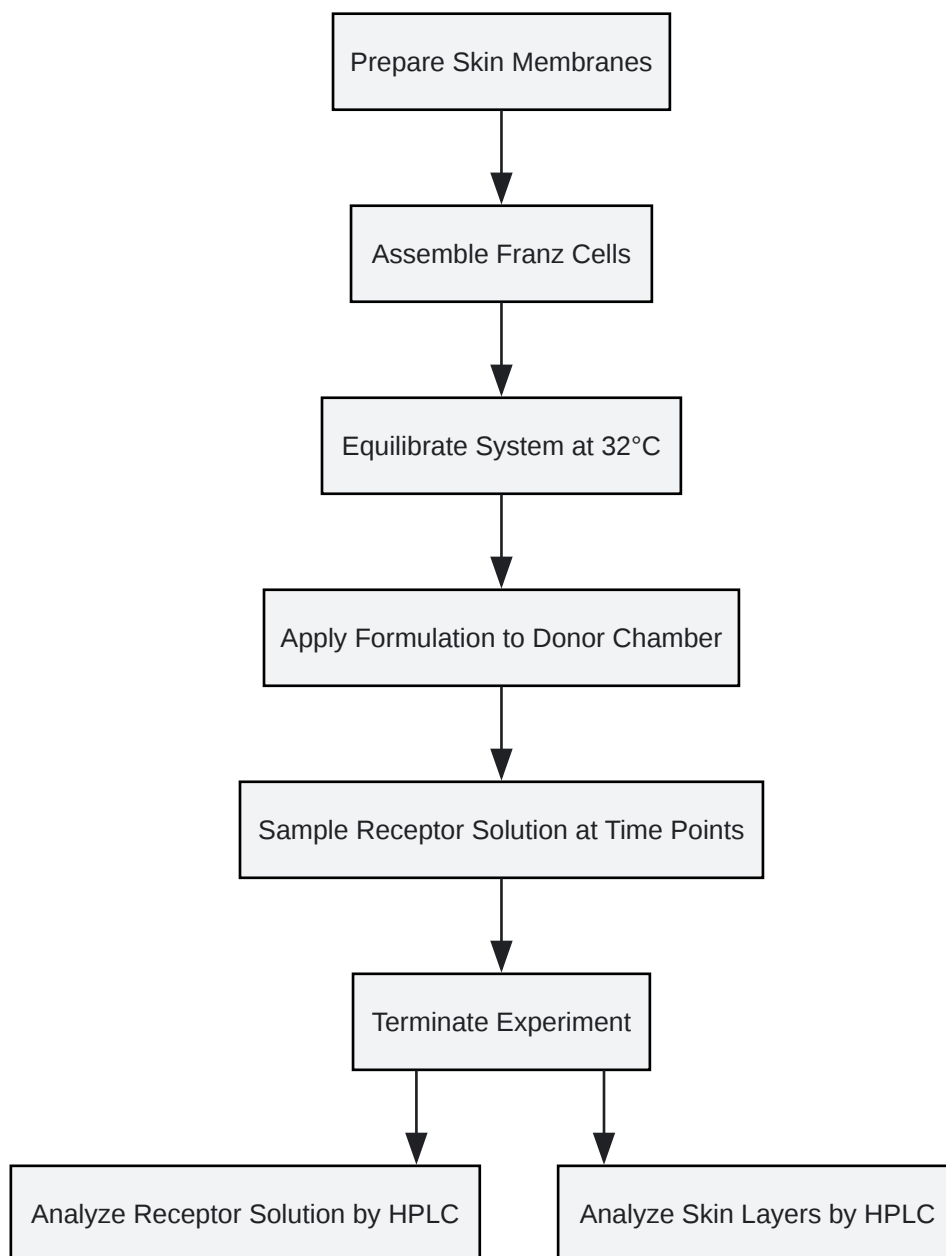 Prepare Skin Membranes
Assemble Franz Cells
Equilibrate System at 32°C
Apply Formulation to Donor Chamber
Sample Receptor Solution at Time Points
Terminate Experiment
Analyze Receptor Solution by HPLC
Analyze Skin Layers by HPLC